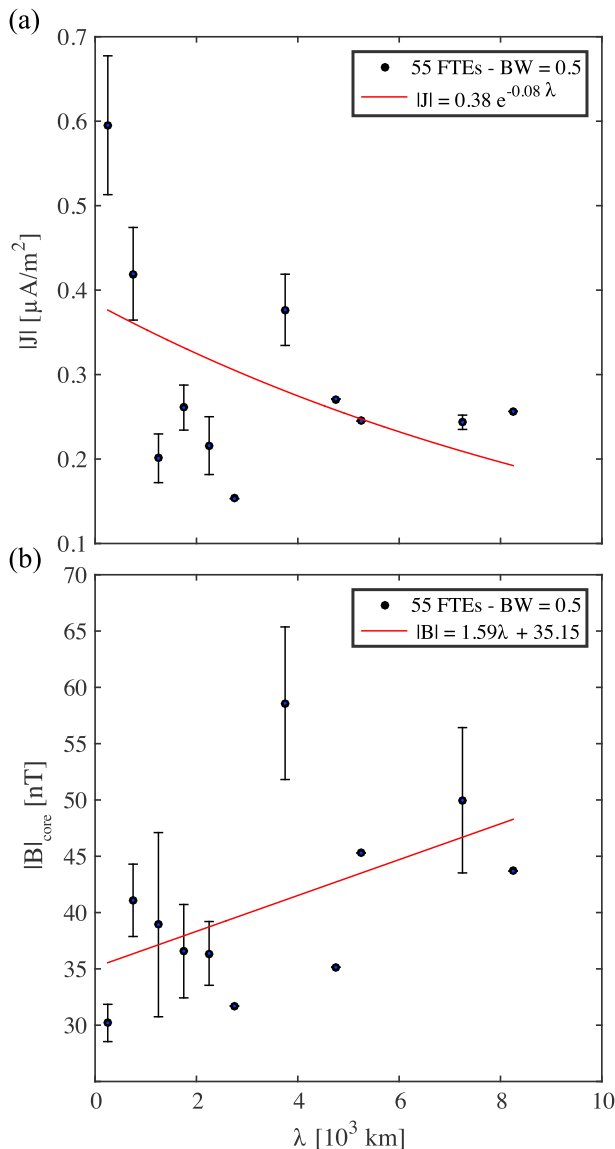 (a)
0.7
0.6
0.5
0.4
0.3
0.2
0.1
|J| [μA/m²]
55 FTEs - BW = 0.5
|J| = 0.38 e^-0.08 λ
(b)
70
65
60
55
50
45
40
35
30
|B|core [nT]
55 FTEs - BW = 0.5
|B| = 1.59λ + 35.15
0 2 4 6 8 10
λ [10³ km]